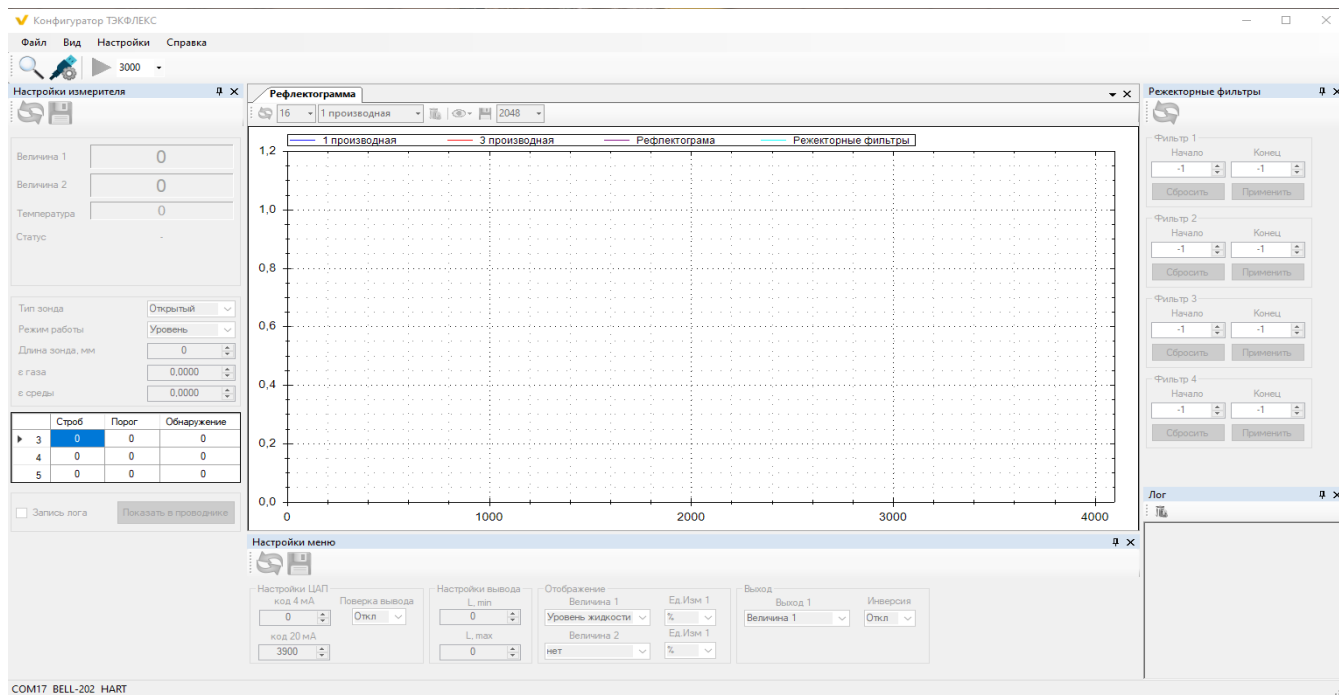 Конфигуратор ТЭКФЛЕКС
Файл Вид Настройки Справка
3000
Настройки измерителя
Величина 1 0
Величина 2 0
Температура 0
Статус -
Тип зонда Открытый
Режим работы Уровень
Длина зонда, мм 0
ε газа 0,0000
ε среды 0,0000
Строб Порог Обнаружение
3 0 0 0
4 0 0 0
5 0 0 0
Запись лога Показать в проводнике
Рефлектограмма
16 1 производная 2048
1 производная 3 производная Рефлектограма Режекторные фильтры
1,2
1,0
0,8
0,6
0,4
0,2
0,0
0 1000 2000 3000 4000
Настройки меню
Настройки ЦАП
код 4 мА Поверка вывода
0 Откл
код 20 мА
3900
Настройки вывода
L, min
0
L, max
0
Отображение
Величина 1 Ед.Изм 1
Уровень жидкости %
Величина 2 Ед.Изм 1
нет %
Выход
Выход 1 Инверсия
Величина 1 Откл
Режекторные фильтры
Фильтр 1
Начало Конец
-1 -1
Сбросить Применить
Фильтр 2
Начало Конец
-1 -1
Сбросить Применить
Фильтр 3
Начало Конец
-1 -1
Сбросить Применить
Фильтр 4
Начало Конец
-1 -1
Сбросить Применить
Лог
COM17 BELL-202 HART